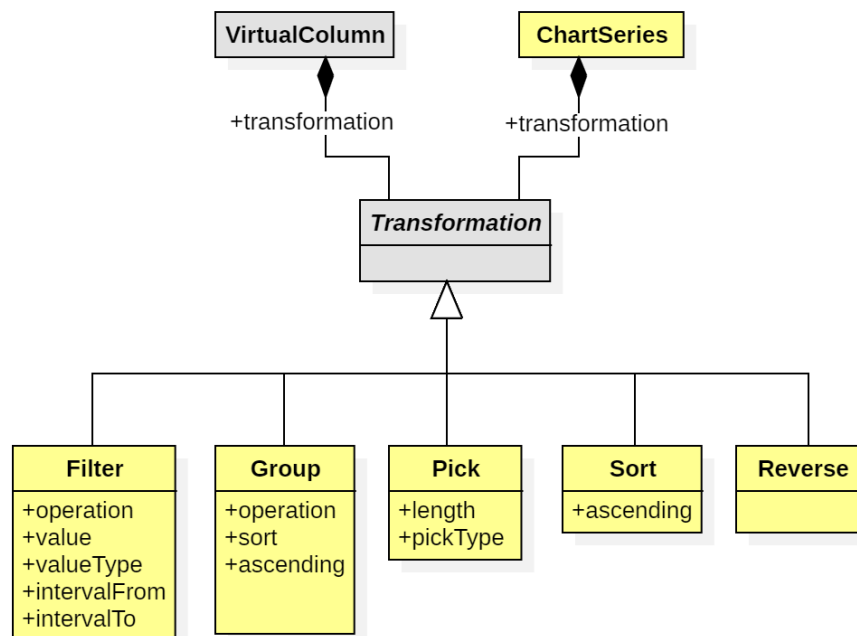 VirtualColumn
ChartSeries
+transformation
+transformation
Transformation
Filter
+operation
+value
+valueType
+intervalFrom
+intervalTo
Group
+operation
+sort
+ascending
Pick
+length
+pickType
Sort
+ascending
Reverse